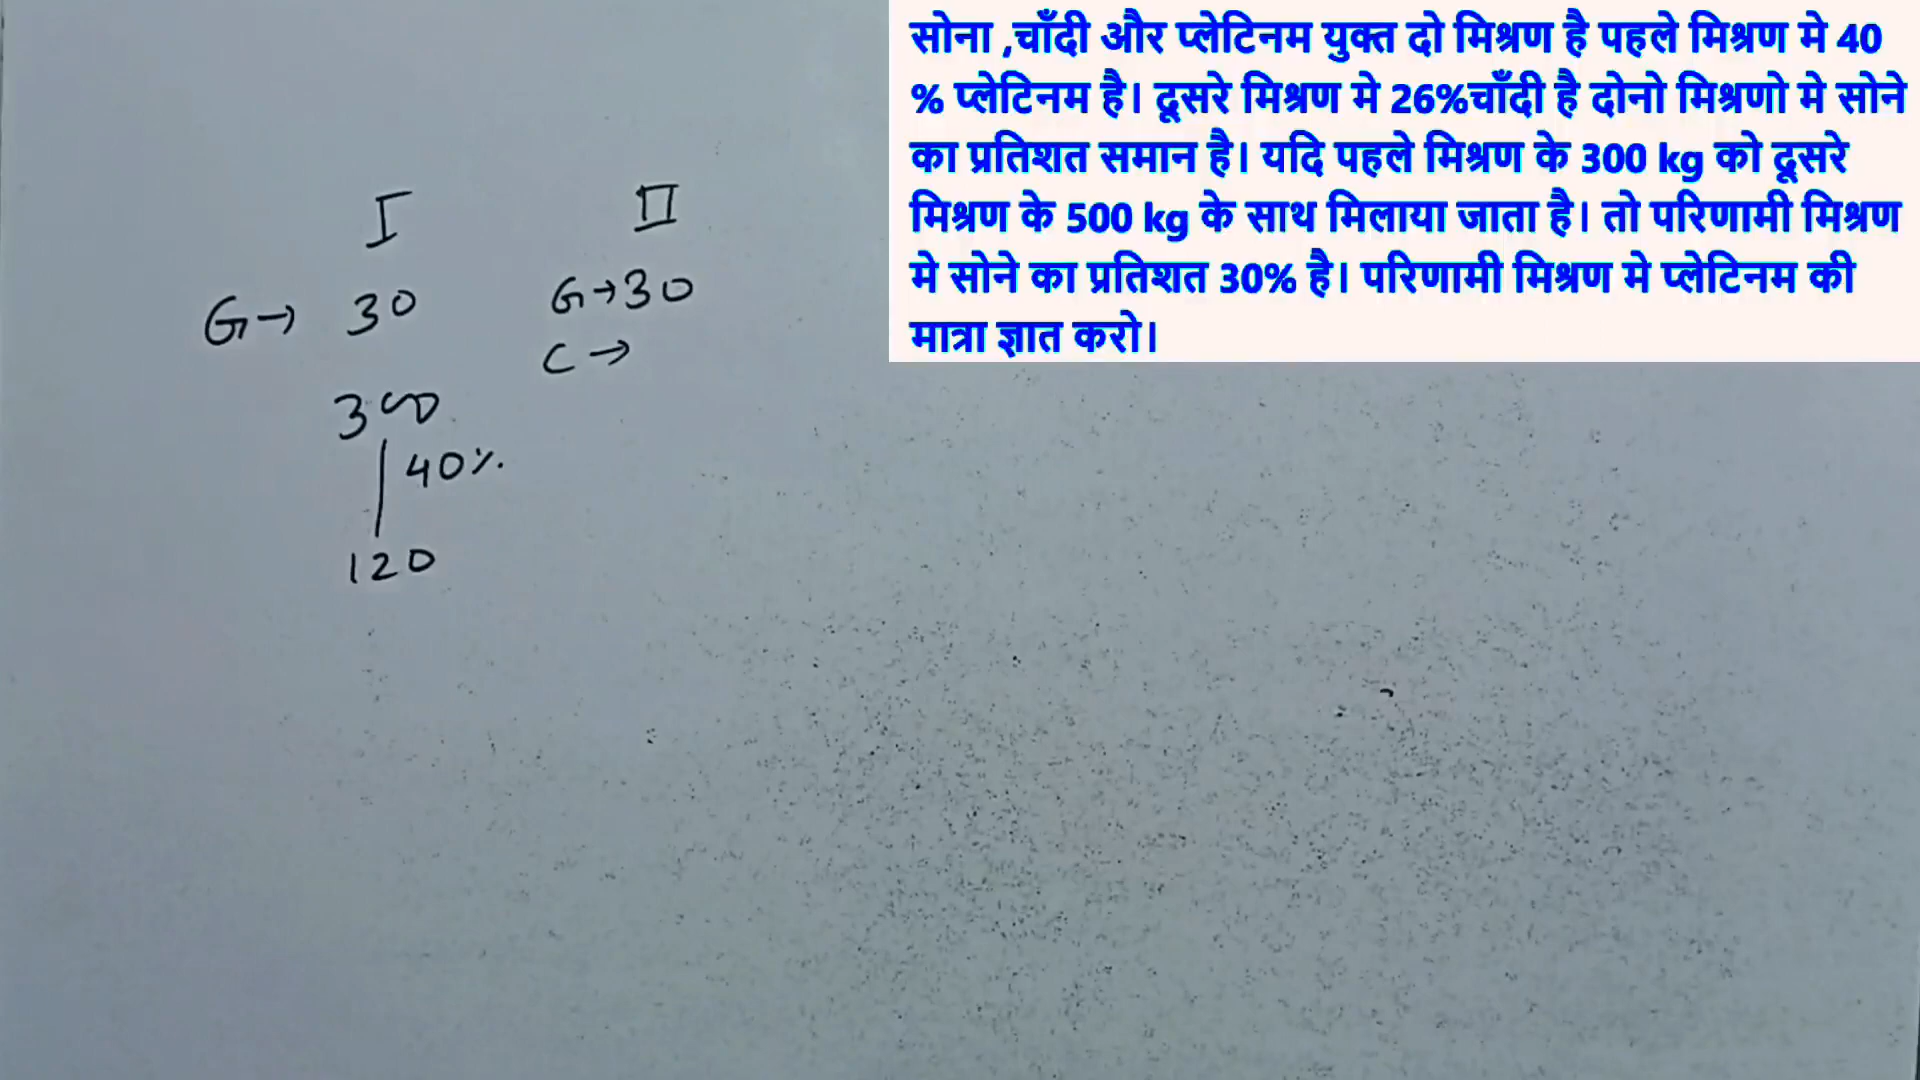 सोना ,चाँदी और प्लेटिनम युक्त दो मिश्रण है पहले मिश्रण मे 40
% प्लेटिनम है। दूसरे मिश्रण मे 26%चाँदी है दोनो मिश्रणो मे सोने
का प्रतिशत समान है। यदि पहले मिश्रण के 300 kg को दूसरे
मिश्रण के 500 kg के साथ मिलाया जाता है। तो परिणामी मिश्रण
मे सोने का प्रतिशत 30% है। परिणामी मिश्रण मे प्लेटिनम की
मात्रा ज्ञात करो।
I II
G→ 30 G→30
C →
300
40%.
120